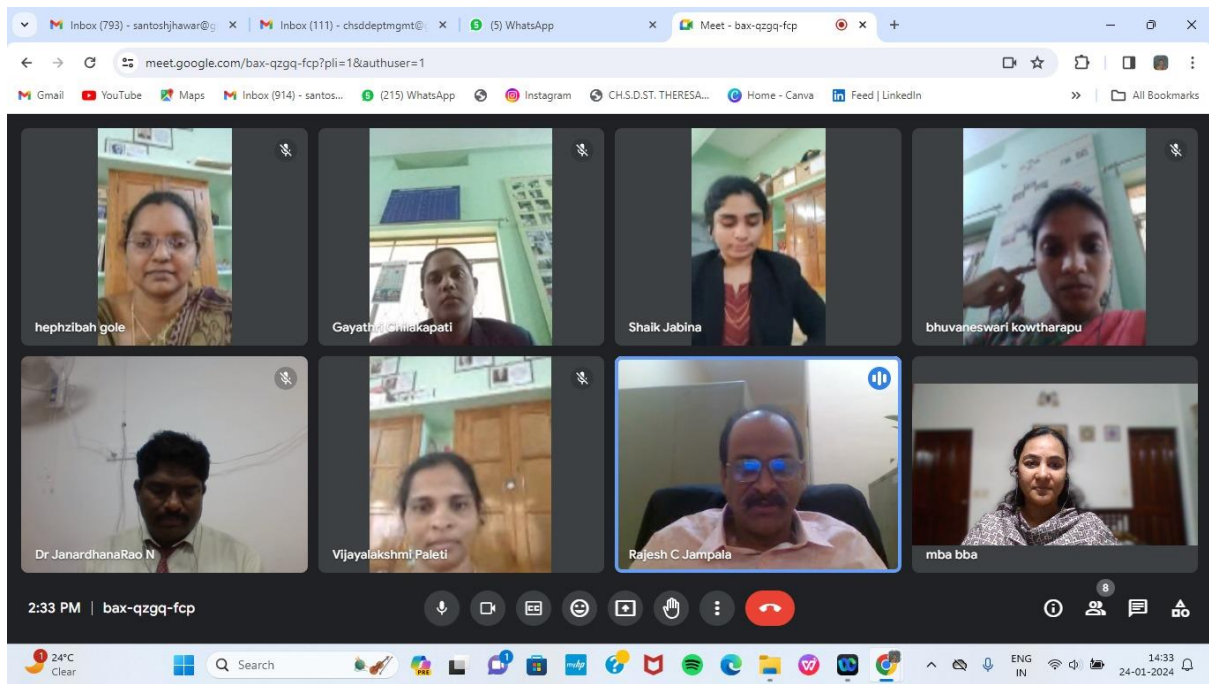 Inbox (793) - santoshjhawar@g
Inbox (111) - chsddeptmgmt@
(5) WhatsApp
Meet - bax-qzgq-fcp
meet.google.com/bax-qzgq-fcp?pli=1&authuser=1
Gmail
YouTube
Maps
Inbox (914) - santos...
(215) WhatsApp
Instagram
CH.S.D.ST. THERESA...
Home - Canva
Feed | LinkedIn
All Bookmarks
hephzibah gole
Gayathri Chilakapati
Shaik Jabina
bhuvaneswari kowtharapu
Dr JanardhanaRao N
Vijayalakshmi Paleti
Rajesh C Jampala
mba bba
8
2:33 PM | bax-qzgq-fcp
1
24°C
Clear
Search
PRE
myhp
ENG
IN
14:33
24-01-2024